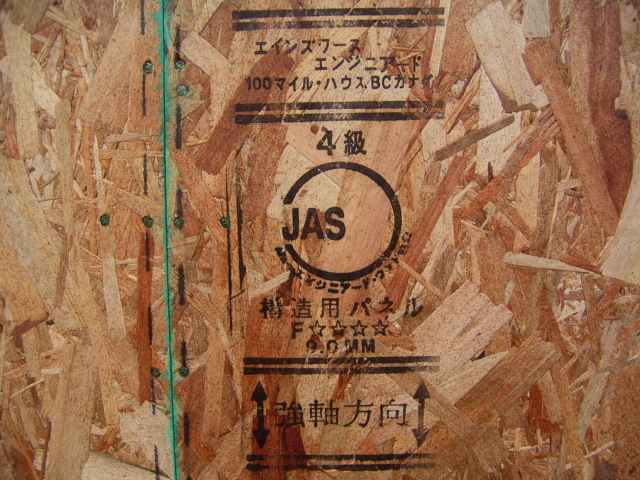 エインズワース
エンジニアード
100マイル・ハウスBCカナダ
4級
JAS
構造用パネル
F☆☆☆☆
9.0MM
強軸方向